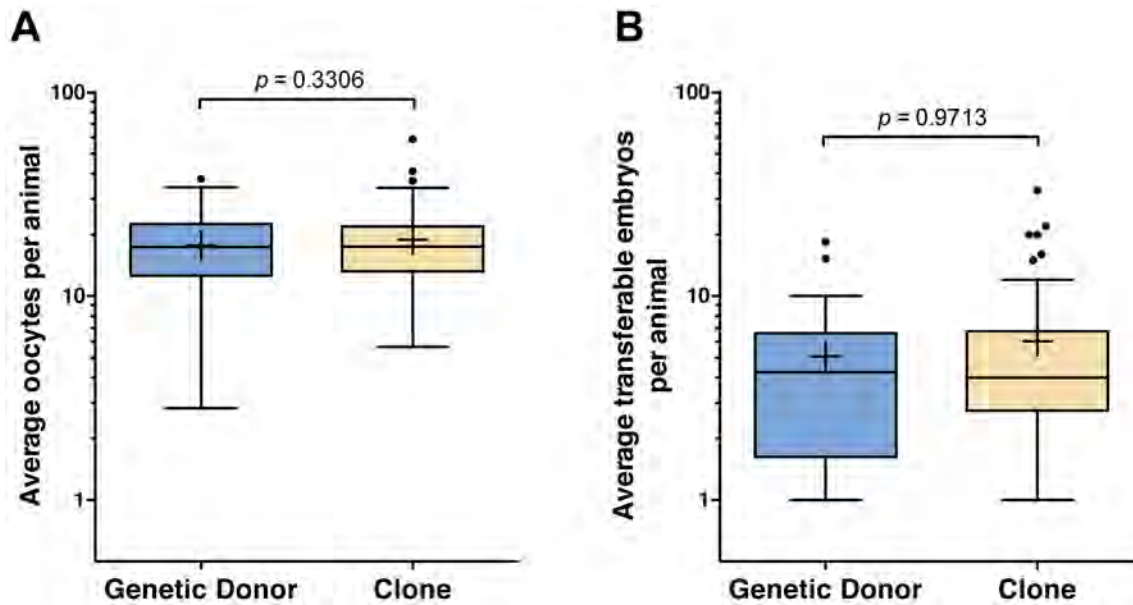 A
Average oocytes per animal
100
10
1
p = 0.3306
Genetic Donor
Clone
B
Average transferable embryos
per animal
100
10
1
p = 0.9713
Genetic Donor
Clone